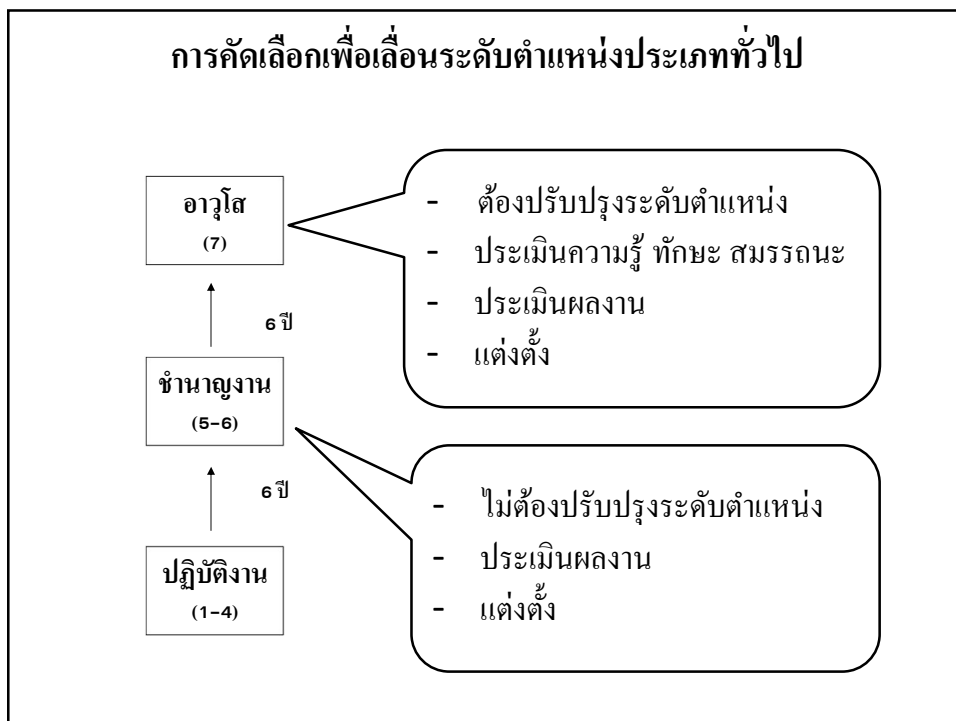 การคัดเลือกเพื่อเลื่อนระดับตำแหน่งประเภททั่วไป
อาวุโส
(7)
- ต้องปรับปรุงระดับตำแหน่ง
- ประเมินความรู้ ทักษะ สมรรถนะ
- ประเมินผลงาน
- แต่งตั้ง
6 ปี
ชำนาญงาน
(5-6)
6 ปี
- ไม่ต้องปรับปรุงระดับตำแหน่ง
- ประเมินผลงาน
- แต่งตั้ง
ปฏิบัติงาน
(1-4)